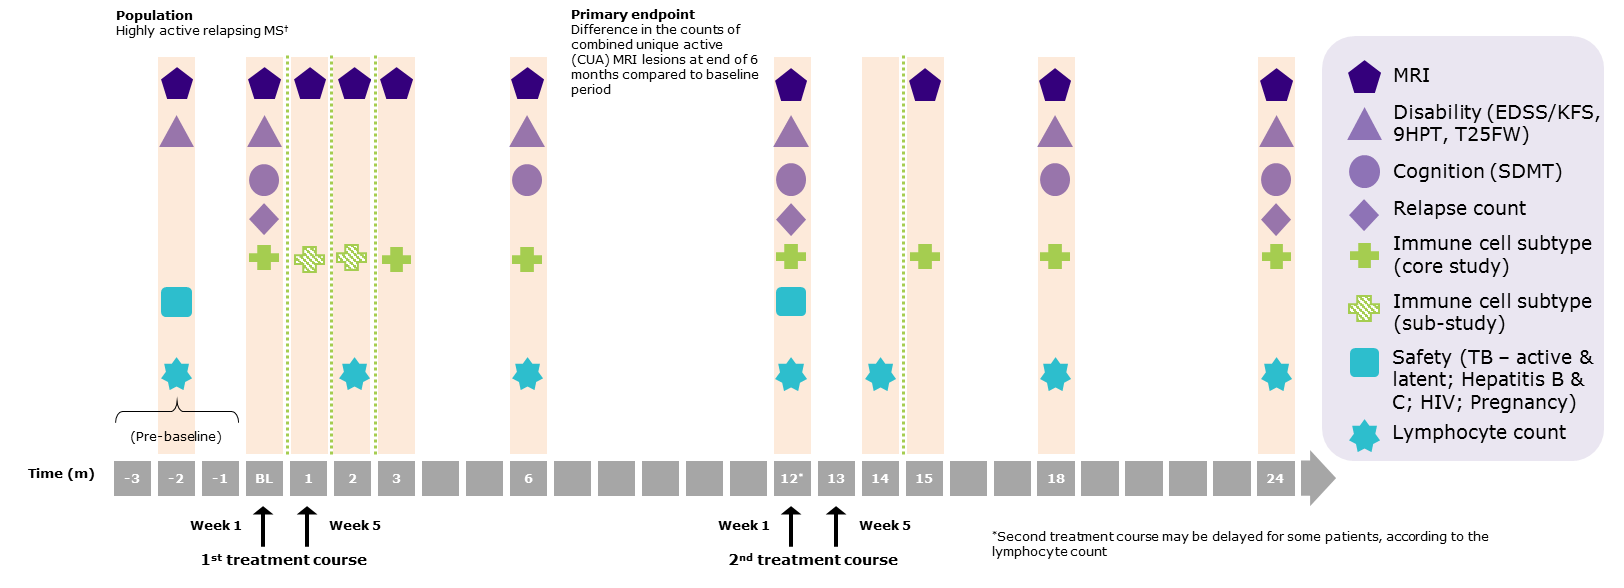 Population
Highly active relapsing MS†
Primary endpoint
Difference in the counts of
combined unique active
(CUA) MRI lesions at end of 6
months compared to baseline
period
MRI
Disability (EDSS/KFS,
9HPT, T25FW)
Cognition (SDMT)
Relapse count
Immune cell subtype
(core study)
Immune cell subtype
(sub-study)
Safety (TB – active &
latent; Hepatitis B &
C; HIV; Pregnancy)
Lymphocyte count
(Pre-baseline)
Time (m)
-3 -2 -1 BL 1 2 3 6 12* 13 14 15 18 24
Week 1 Week 5 Week 1 Week 5
1st treatment course 2nd treatment course
*Second treatment course may be delayed for some patients, according to the
lymphocyte count